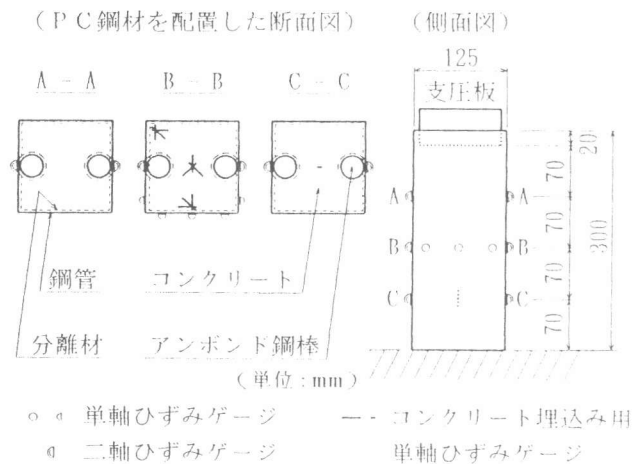 (PC鋼材を配置した断面図) (側面図)
125
A-A B-B C-C 支圧板
20
70
A A
70
300
B B
70
C C
70
鋼管 コンクリート
分離材 アンボンド鋼棒
(単位:mm)
単軸ひずみゲージ コンクリート埋込み用
二軸ひずみゲージ 単軸ひずみゲージ